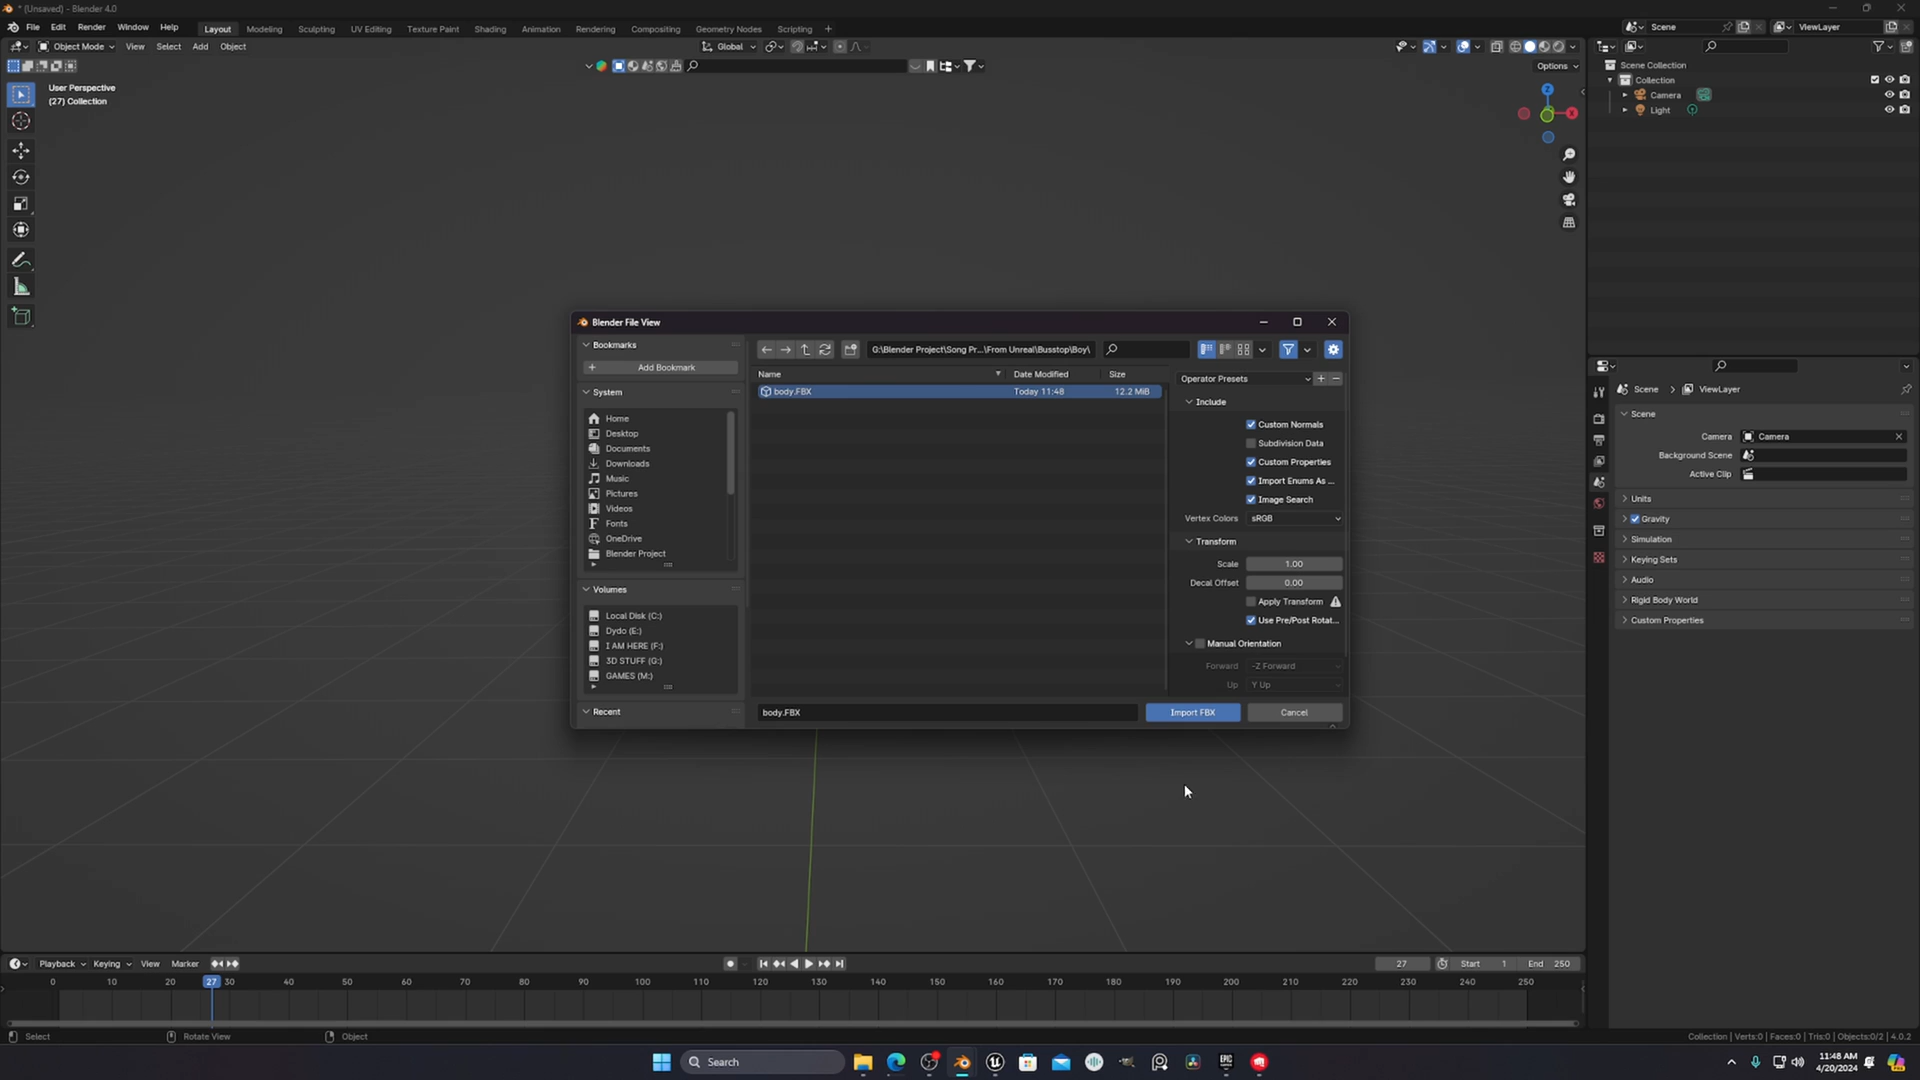 * (Unsaved) - Blender 4.0
File Edit Render Window Help Layout Modeling Sculpting UV Editing Texture Paint Shading Animation Rendering Compositing Geometry Nodes Scripting + Scene ViewLayer
Object Mode View Select Add Object Global
Options
User Perspective
(27) Collection
Z
X
Scene Collection
Collection
Camera
Light
Blender File View
Bookmarks
Add Bookmark
System
Home
Desktop
Documents
Downloads
Music
Pictures
Videos
Fonts
OneDrive
Blender Project
Volumes
Local Disk (C:)
Dydo (E:)
I AM HERE (F:)
3D STUFF (G:)
GAMES (M:)
Recent
G:\Blender Project\Song Pr...\From Unreal\Busstop\Boy\
Name Date Modified Size
body.FBX Today 11:48 12.2 MiB
Operator Presets
Include
Custom Normals
Subdivision Data
Custom Properties
Import Enums As ...
Image Search
Vertex Colors sRGB
Transform
Scale 1.00
Decal Offset 0.00
Apply Transform
Use Pre/Post Rotat...
Manual Orientation
Forward -Z Forward
Up Y Up
body.FBX Import FBX Cancel
Scene > ViewLayer
Scene
Camera Camera
Background Scene
Active Clip
Units
Gravity
Simulation
Keying Sets
Audio
Rigid Body World
Custom Properties
Playback Keying View Marker 27 Start 1 End 250
0 10 20 27 30 40 50 60 70 80 90 100 110 120 130 140 150 160 170 180 190 200 210 220 230 240 250
Select Rotate View Object Collection | Verts:0 | Faces:0 | Tris:0 | Objects:0/2 | 4.0.2
Search
11:48 AM
4/20/2024